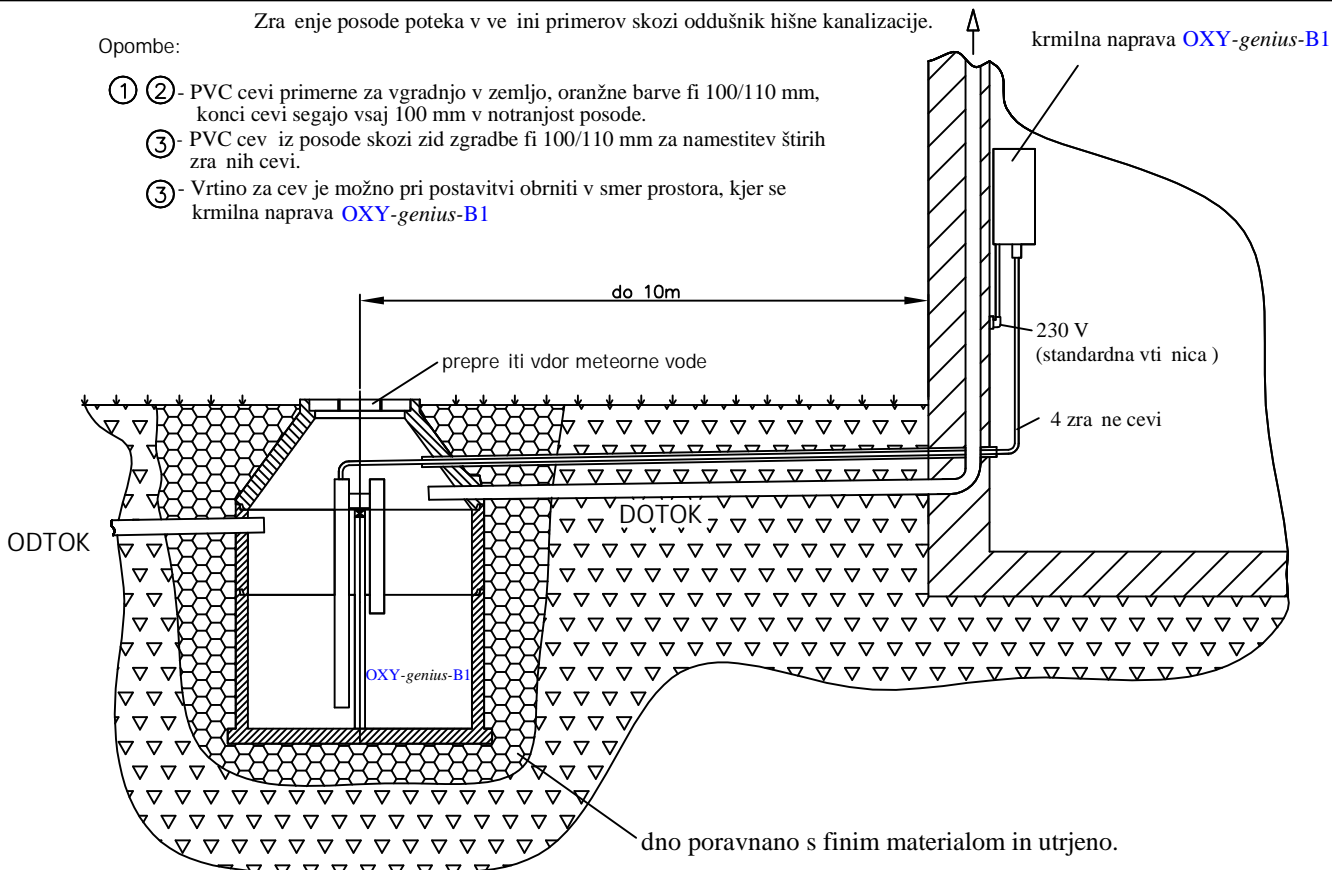 Zra enje posode poteka v ve ini primerov skozi oddušnik hišne kanalizacije.
Opombe:
krmilna naprava OXY-genius-B1
1 2 - PVC cevi primerne za vgradnjo v zemljo, oranžne barve fi 100/110 mm,
konci cevi segajo vsaj 100 mm v notranjost posode.
3 - PVC cev iz posode skozi zid zgradbe fi 100/110 mm za namestitev štirih
zra nih cevi.
3 - Vrtino za cev je možno pri postavitvi obrniti v smer prostora, kjer se
krmilna naprava OXY-genius-B1
do 10m
230 V
(standardna vti nica )
prepre iti vdor meteorne vode
4 zra ne cevi
DOTOK
ODTOK
OXY-genius-B1
dno poravnano s finim materialom in utrjeno.